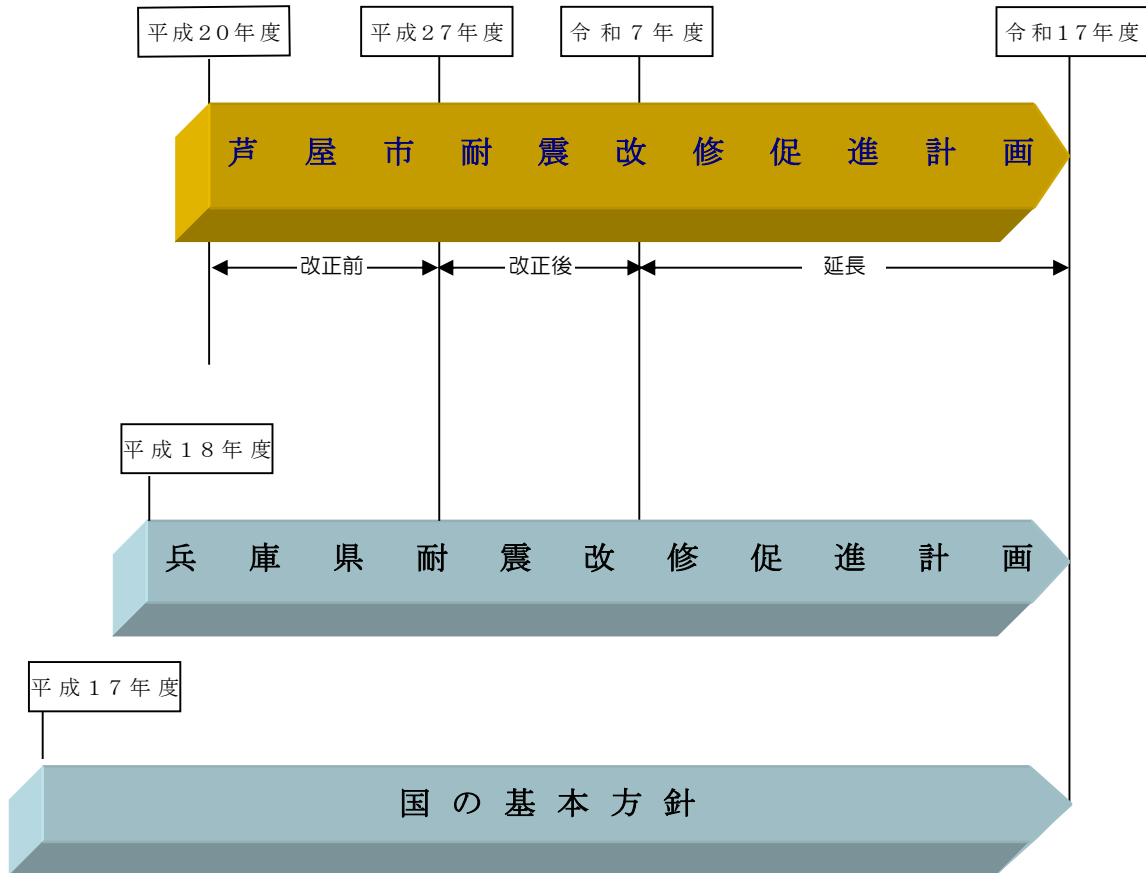 平成20年度 平成27年度 令和7年度 令和17年度
芦屋市耐震改修促進計画
改正前 改正後 延長
平成18年度
兵庫県耐震改修促進計画
平成17年度
国の基本方針